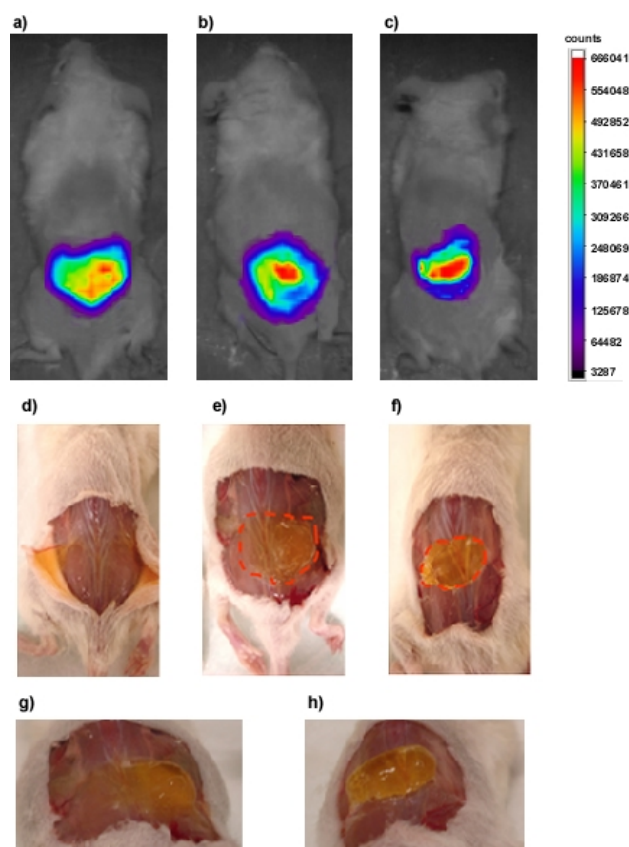 a)
b)
c)
counts
666041
554048
492852
431658
370461
309266
248069
186874
125678
64482
3287
d)
e)
f)
g)
h)